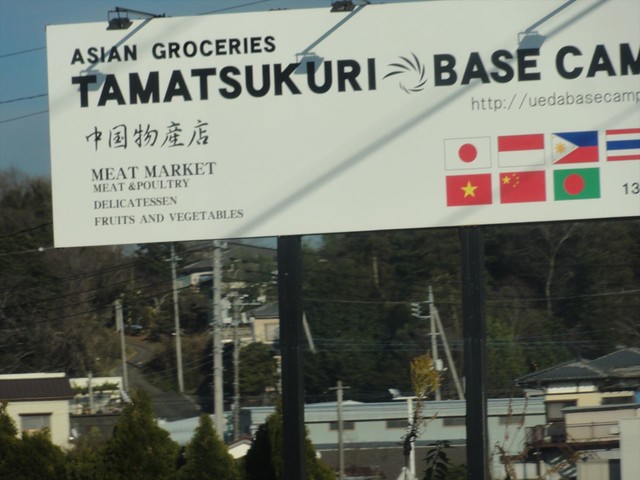 ASIAN GROCERIES
TAMATSUKURI BASE CAM
http://uedabasecamp
中国物産店
MEAT MARKET
MEAT &POULTRY
DELICATESSEN
FRUITS AND VEGETABLES
13